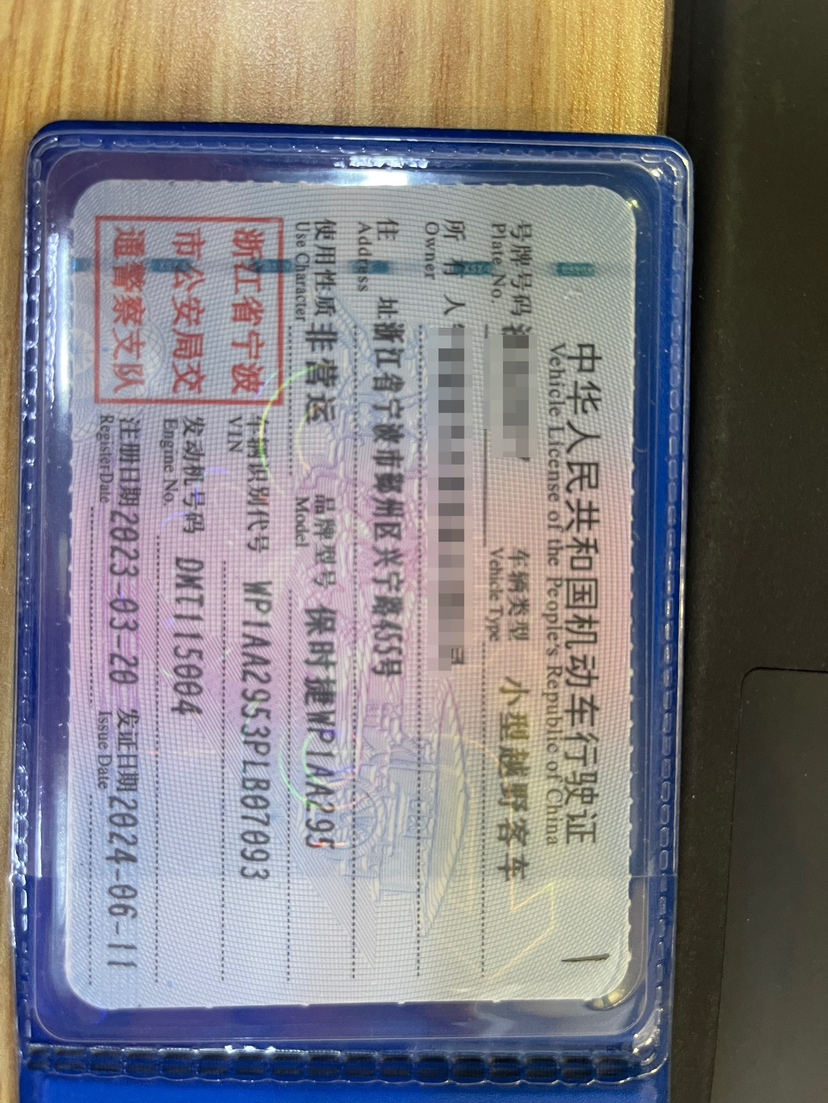 中华人民共和国机动车行驶证
Vehicle License of the People's Republic of China
号牌号码 车辆类型 小型越野客车
Plate No. Vehicle Type
所有人
Owner
住址 浙江省宁波市鄞州区兴宁路455号
Address
使用性质 非营运 品牌型号 保时捷WP1AA295
Use Character Model
浙江省宁波市公安局交通警察支队
车辆识别代号 WP1AA2953PLB07093
VIN
发动机号码 DMT115004
Engine No.
注册日期 2023-03-20 发证日期 2024-06-11
Register Date Issue Date